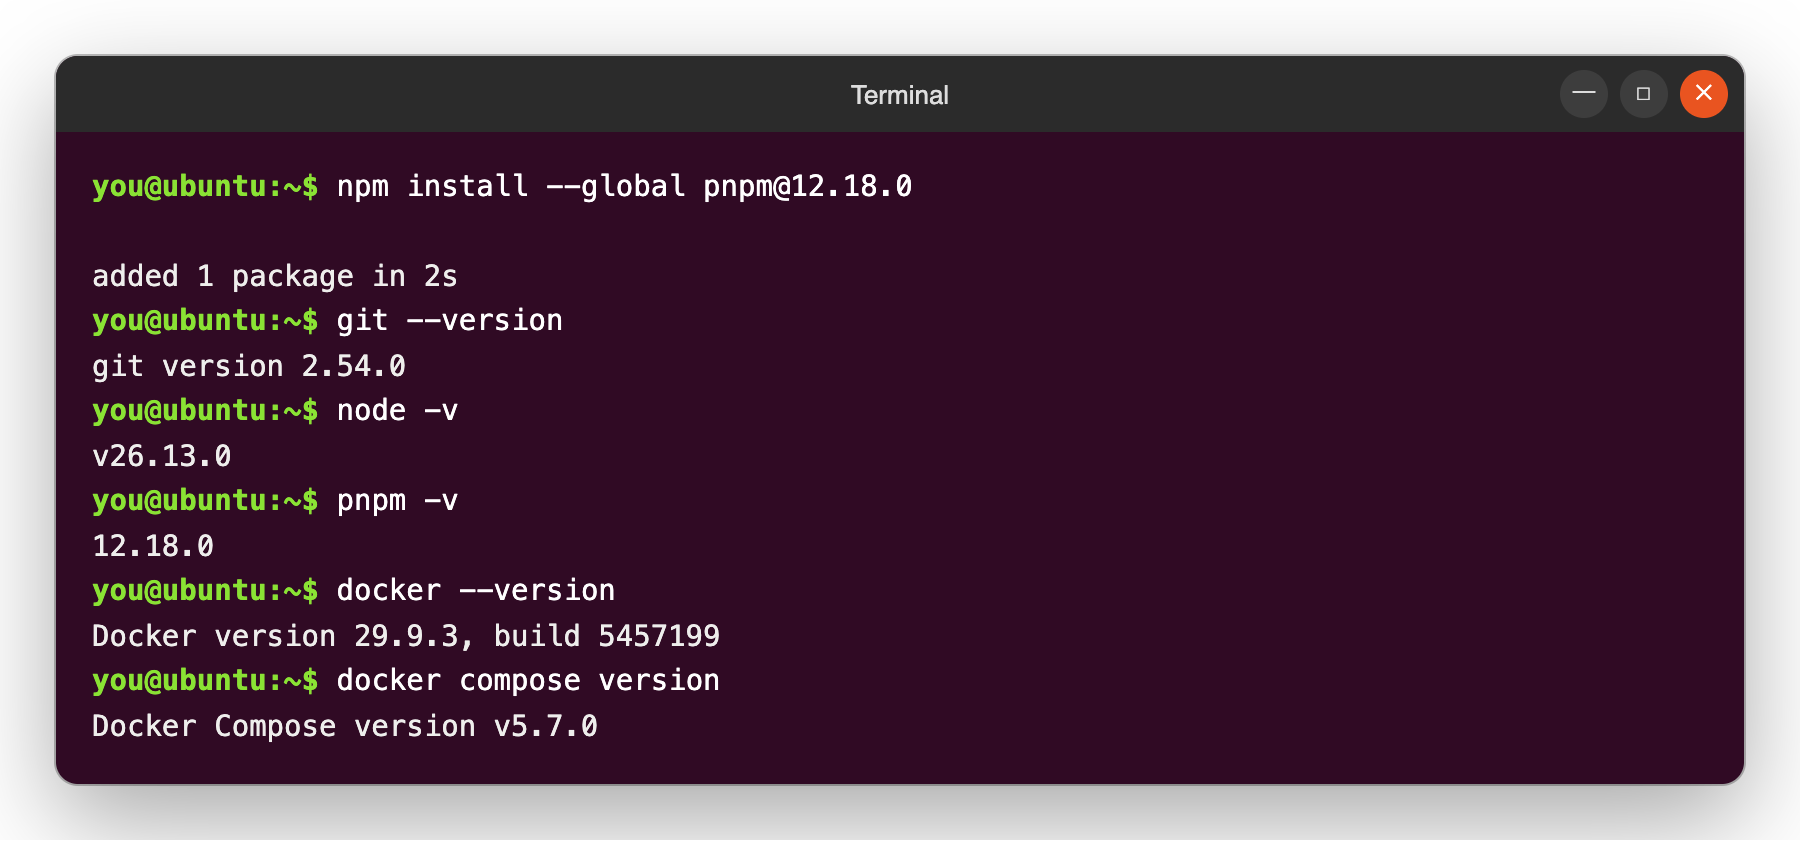 Terminal
you@ubuntu:~$ npm install --global pnpm@12.18.0
added 1 package in 2s
you@ubuntu:~$ git --version
git version 2.54.0
you@ubuntu:~$ node -v
v26.13.0
you@ubuntu:~$ pnpm -v
12.18.0
you@ubuntu:~$ docker --version
Docker version 29.9.3, build 5457199
you@ubuntu:~$ docker compose version
Docker Compose version v5.7.0